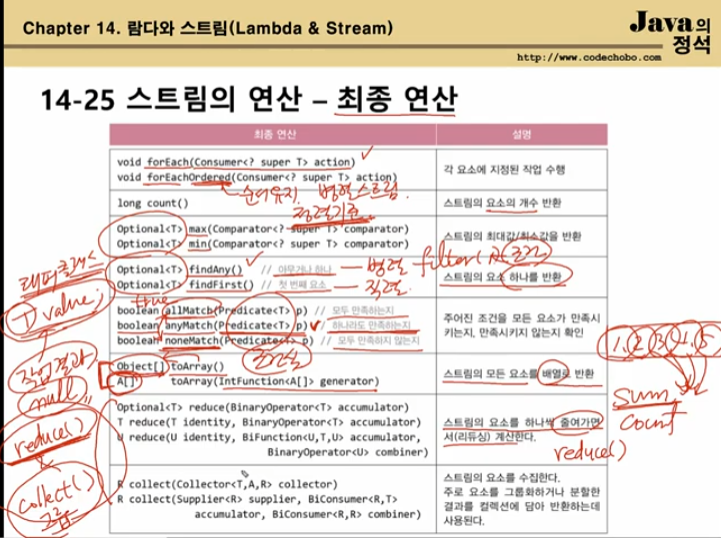 Chapter 14. 람다와 스트림(Lambda & Stream)
Java의 정석
http://www.codechobo.com
14-25 스트림의 연산 – 최종 연산
최종 연산
설명
void forEach(Consumer<? super T> action)
void forEachOrdered(Consumer<? super T> action)
각 요소에 지정된 작업 수행
순서유지. 병렬스트림.
long count()
정렬기준
스트림의 요소의 개수 반환
Optional<T> max(Comparator<? super T> comparator)
Optional<T> min(Comparator<? super T> comparator)
스트림의 최대값/최소값을 반환
래퍼클래스
T value;
Optional<T> findAny() // 아무거나 하나
병렬 filter( 조건
Optional<T> findFirst() // 첫 번째 요소
직렬
스트림의 요소 하나를 반환
true
boolean allMatch(Predicate<T> p) // 모두 만족하는지
boolean anyMatch(Predicate<T> p) // 하나라도 만족하는지
boolean noneMatch(Predicate<T> p) // 모두 만족하지 않는지
조건식
주어진 조건을 모든 요소가 만족시
키는지, 만족시키지 않는지 확인
1, 2 3 4, 5
작업결과
null
Object[] toArray()
A[] toArray(IntFunction<A[]> generator)
스트림의 모든 요소를 배열로 반환
sum,
count
reduce()
Optional<T> reduce(BinaryOperator<T> accumulator)
T reduce(T identity, BinaryOperator<T> accumulator)
U reduce(U identity, BiFunction<U,T,U> accumulator,
BinaryOperator<U> combiner)
스트림의 요소를 하나씩 줄여가면
서(리듀싱) 계산한다.
reduce()
collect()
그룹
R collect(Collector<T,A,R> collector)
R collect(Supplier<R> supplier, BiConsumer<R,T>
accumulator, BiConsumer<R,R> combiner)
스트림의 요소를 수집한다.
주로 요소를 그룹화하거나 분할한
결과를 컬렉션에 담아 반환하는데
사용된다.